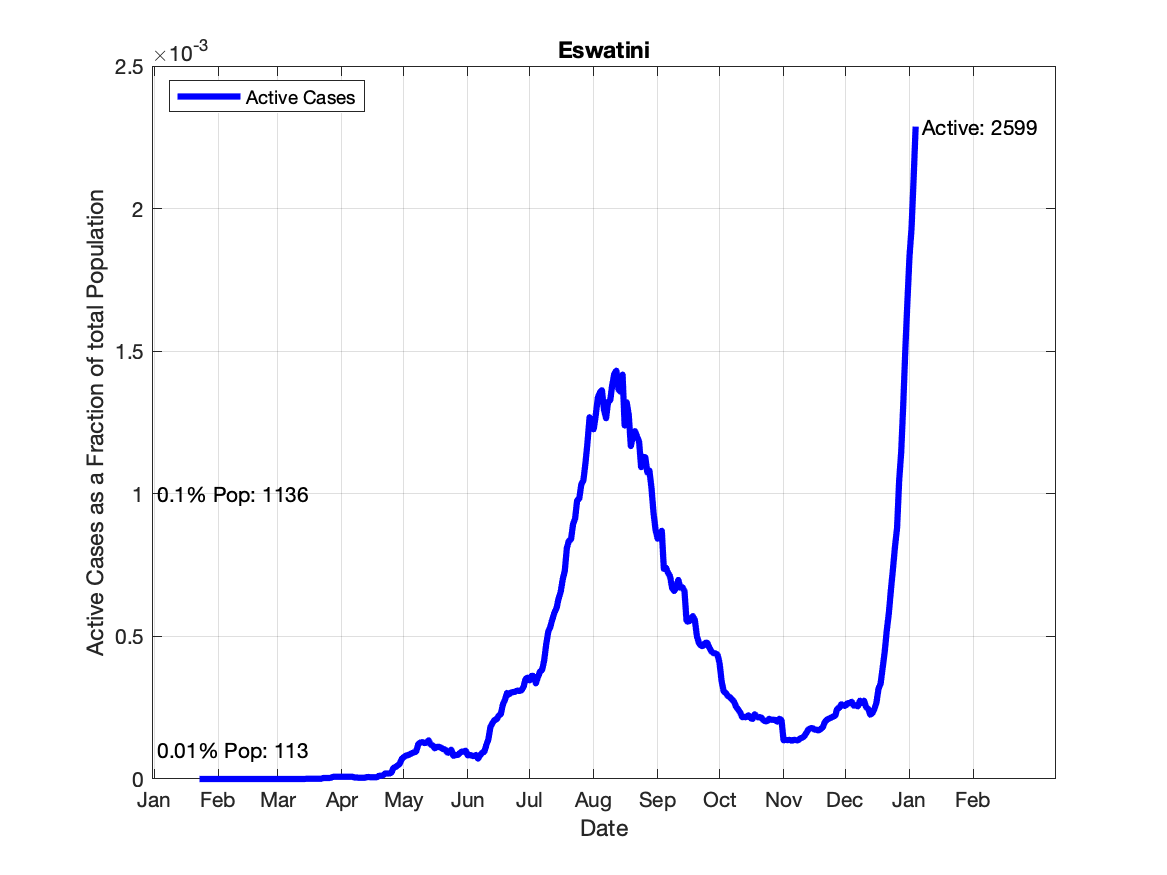 Eswatini
×10⁻³
2.5
2
1.5
1
0.5
0
Active Cases
Active: 2599
0.1% Pop: 1136
0.01% Pop: 113
Active Cases as a Fraction of total Population
Jan Feb Mar Apr May Jun Jul Aug Sep Oct Nov Dec Jan Feb
Date